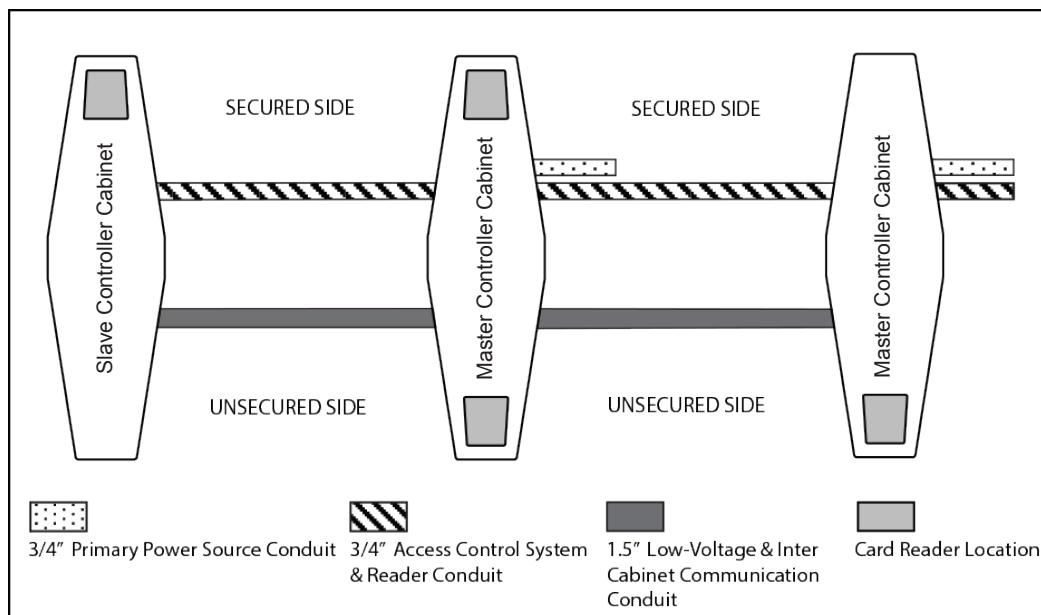 SECURED SIDE
SECURED SIDE
Slave Controller Cabinet
Master Controller Cabinet
Master Controller Cabinet
UNSECURED SIDE
UNSECURED SIDE
3/4" Primary Power Source Conduit
3/4" Access Control System
& Reader Conduit
1.5" Low-Voltage & Inter
Cabinet Communication
Conduit
Card Reader Location